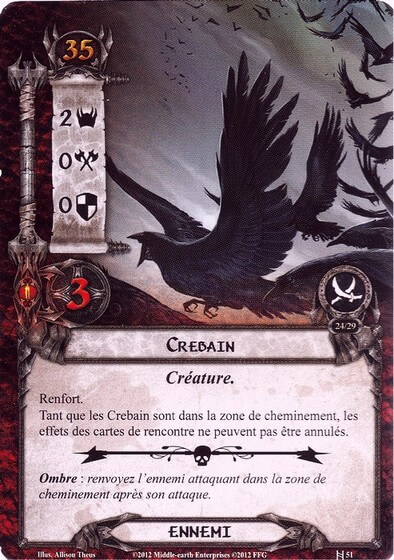 35
2
0
0
3
24/29
CREBAIN
Créature.
Renfort.
Tant que les Crebain sont dans la zone de cheminement, les
effets des cartes de rencontre ne peuvent pas être annulés.
Ombre : renvoyez l'ennemi attaquant dans la zone de
cheminement après son attaque.
ENNEMI
Illus. Allison Theus ©2012 Middle-earth Enterprises ©2012 FFG 51